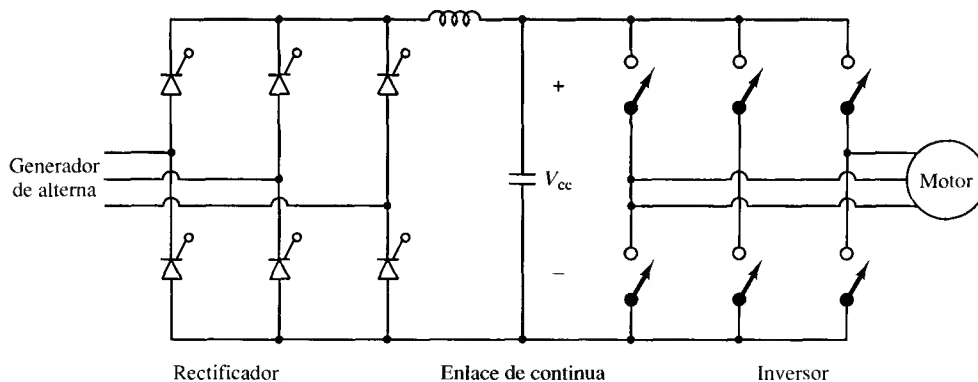 +
Generador
de alterna
V_cc
Motor
−
Rectificador
Enlace de continua
Inversor